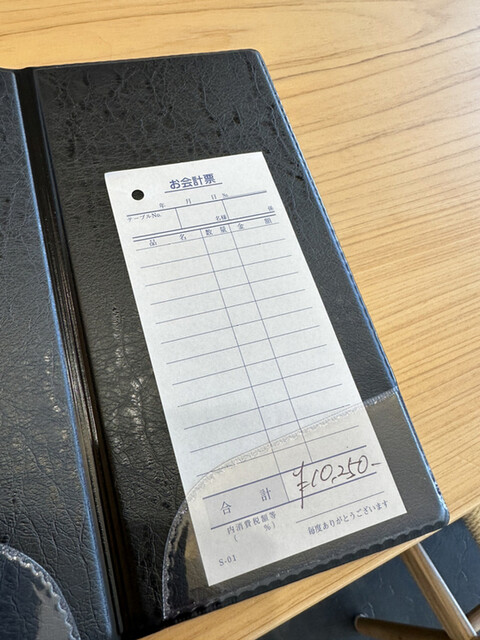 お会計票
年 月 日 №
テーブルNo. 名様 張
品 名 数量 金 額
合 計 ¥10,250-
内消費税額等
( %)
毎度ありがとうございます
S-01